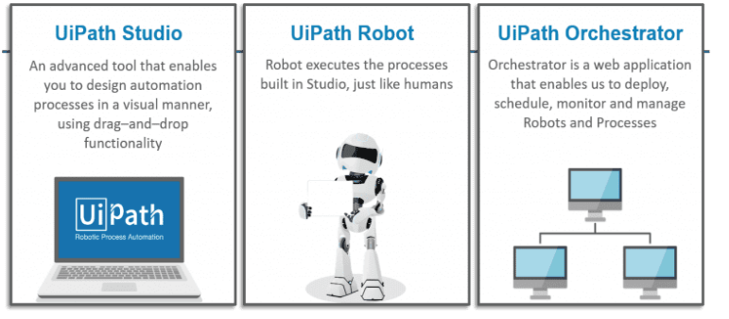 UiPath Studio
An advanced tool that enables
you to design automation
processes in a visual manner,
using drag–and–drop
functionality
UiPath
Robotic Process Automation
UiPath Robot
Robot executes the processes
built in Studio, just like humans
UiPath Orchestrator
Orchestrator is a web application
that enables us to deploy,
schedule, monitor and manage
Robots and Processes